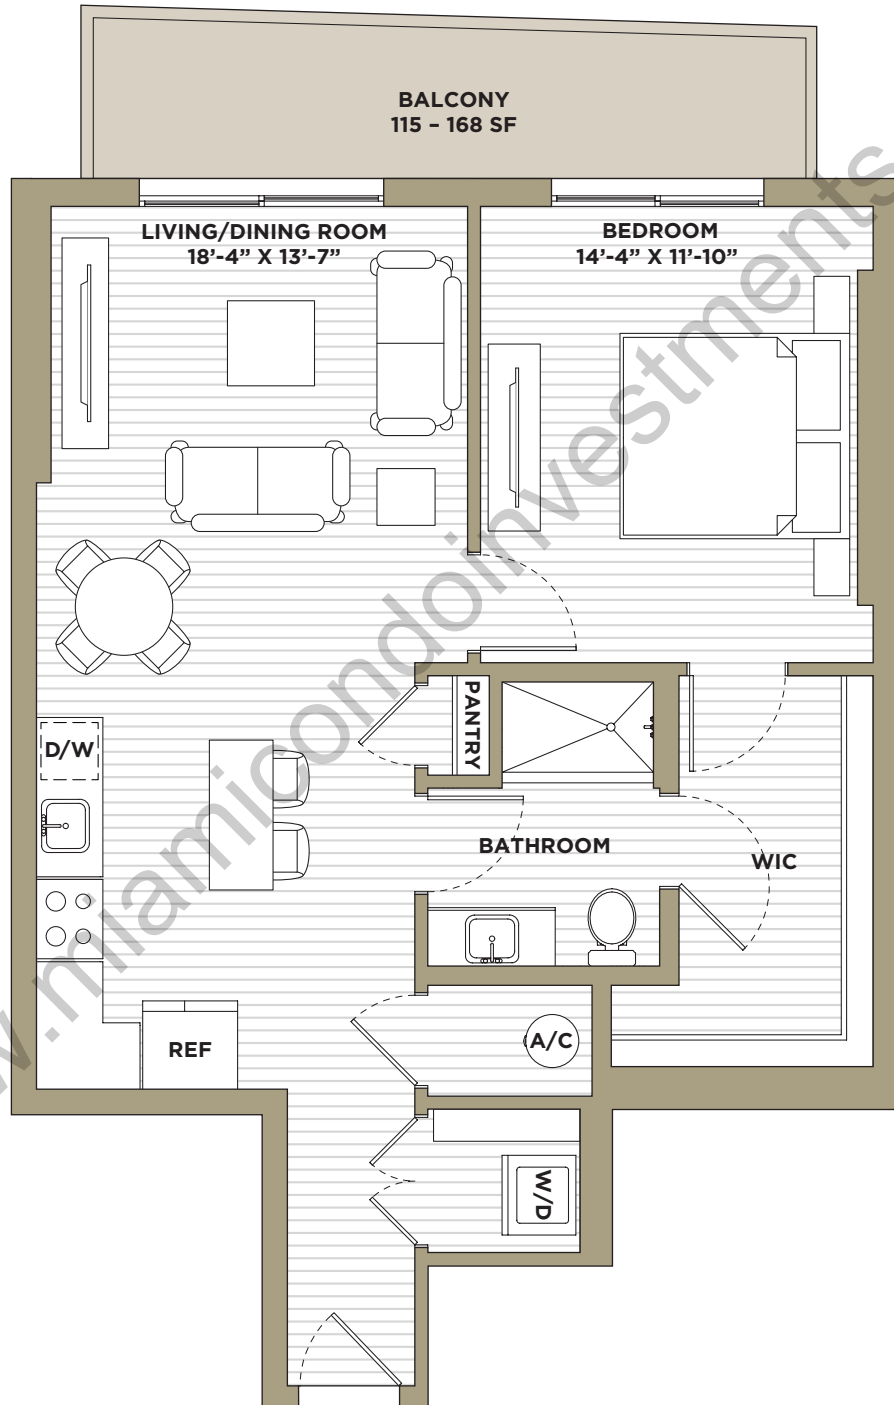 BALCONY
115 – 168 SF
LIVING/DINING ROOM
18’-4” X 13’-7”
BEDROOM
14’-4” X 11’-10”
D/W
PANTRY
BATHROOM
WIC
REF
A/C
W/D
w.miamicondoinvestments